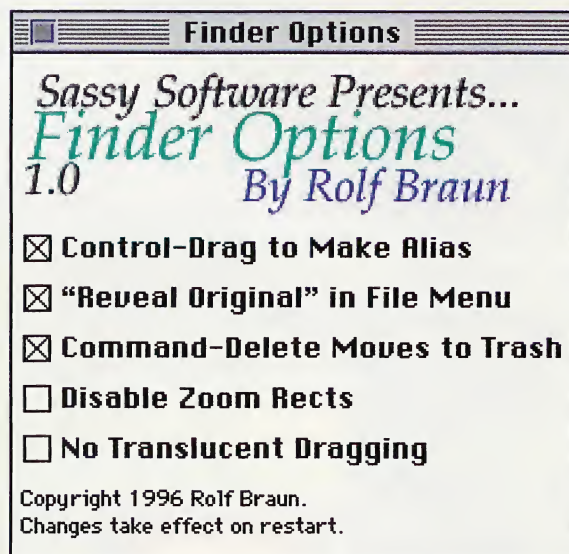 Finder Options
Sassy Software Presents...
Finder Options
1.0 By Rolf Braun
Control-Drag to Make Alias
“Reveal Original” in File Menu
Command-Delete Moves to Trash
Disable Zoom Rects
No Translucent Dragging
Copyright 1996 Rolf Braun.
Changes take effect on restart.